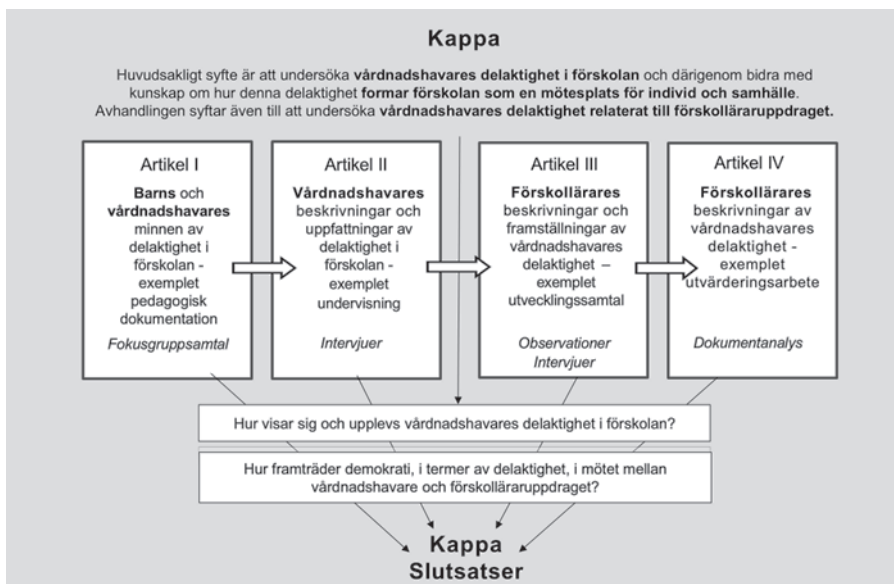 Kappa
Huvudsakligt syfte är att undersöka vårdnadshavares delaktighet i förskolan och därigenom bidra med
kunskap om hur denna delaktighet formar förskolan som en mötesplats för individ och samhälle.
Avhandlingen syftar även till att undersöka vårdnadshavares delaktighet relaterat till förskolläraruppdraget.
Artikel I
Barns och
vårdnadshavares
minnen av
delaktighet i
förskolan -
exemplet
pedagogisk
dokumentation
Fokusgruppsamtal
Artikel II
Vårdnadshavares
beskrivningar och
uppfattningar av
delaktighet i
förskolan -
exemplet
undervisning
Intervjuer
Artikel III
Förskollärares
beskrivningar och
framställningar av
vårdnadshavares
delaktighet –
exemplet
utvecklingssamtal
Observationer
Intervjuer
Artikel IV
Förskollärares
beskrivningar av
vårdnadshavares
delaktighet -
exemplet
utvärderingsarbete
Dokumentanalys
Hur visar sig och upplevs vårdnadshavares delaktighet i förskolan?
Hur framträder demokrati, i termer av delaktighet, i mötet mellan
vårdnadshavare och förskolläraruppdraget?
Kappa
Slutsatser